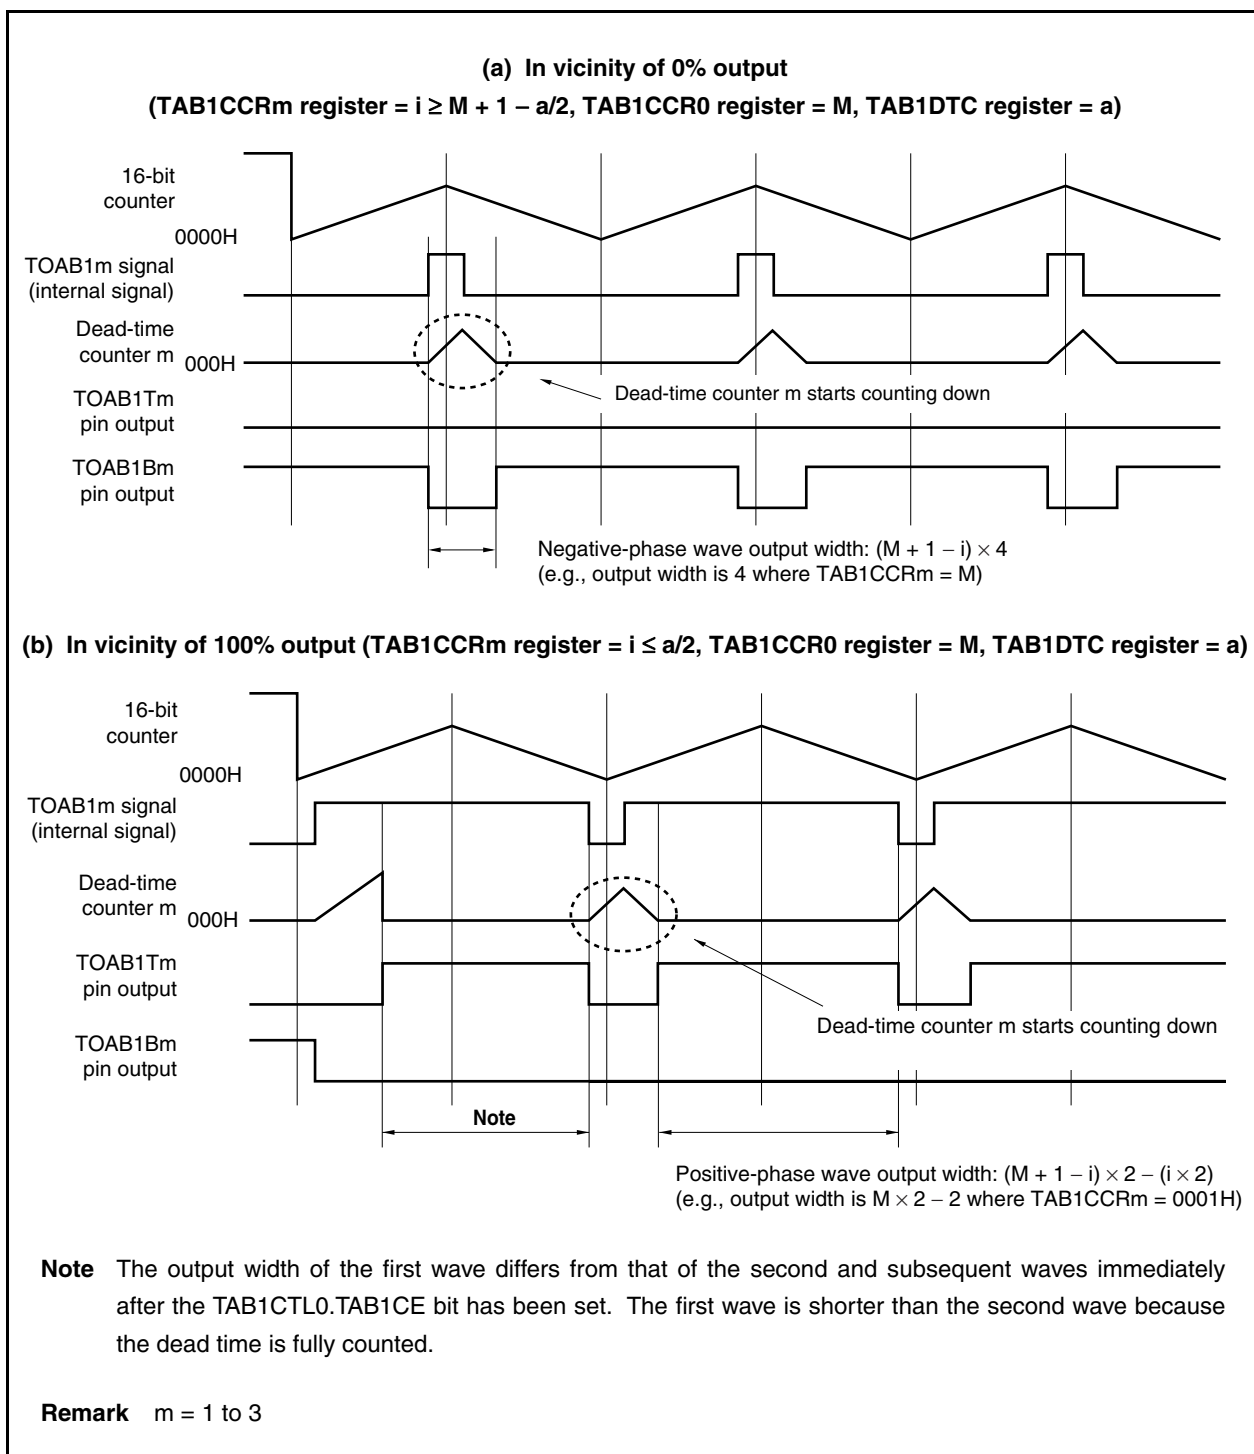 (a) In vicinity of 0% output
(TAB1CCRm register = i ≥ M + 1 – a/2, TAB1CCR0 register = M, TAB1DTC register = a)
16-bit
counter
0000H
TOAB1m signal
(internal signal)
Dead-time
counter m
000H
Dead-time counter m starts counting down
TOAB1Tm
pin output
TOAB1Bm
pin output
Negative-phase wave output width: (M + 1 – i) × 4
(e.g., output width is 4 where TAB1CCRm = M)
(b) In vicinity of 100% output (TAB1CCRm register = i ≤ a/2, TAB1CCR0 register = M, TAB1DTC register = a)
16-bit
counter
0000H
TOAB1m signal
(internal signal)
Dead-time
counter m
000H
TOAB1Tm
pin output
Dead-time counter m starts counting down
TOAB1Bm
pin output
Note
Positive-phase wave output width: (M + 1 – i) × 2 – (i × 2)
(e.g., output width is M × 2 – 2 where TAB1CCRm = 0001H)
Note The output width of the first wave differs from that of the second and subsequent waves immediately
after the TAB1CTL0.TAB1CE bit has been set. The first wave is shorter than the second wave because
the dead time is fully counted.
Remark m = 1 to 3